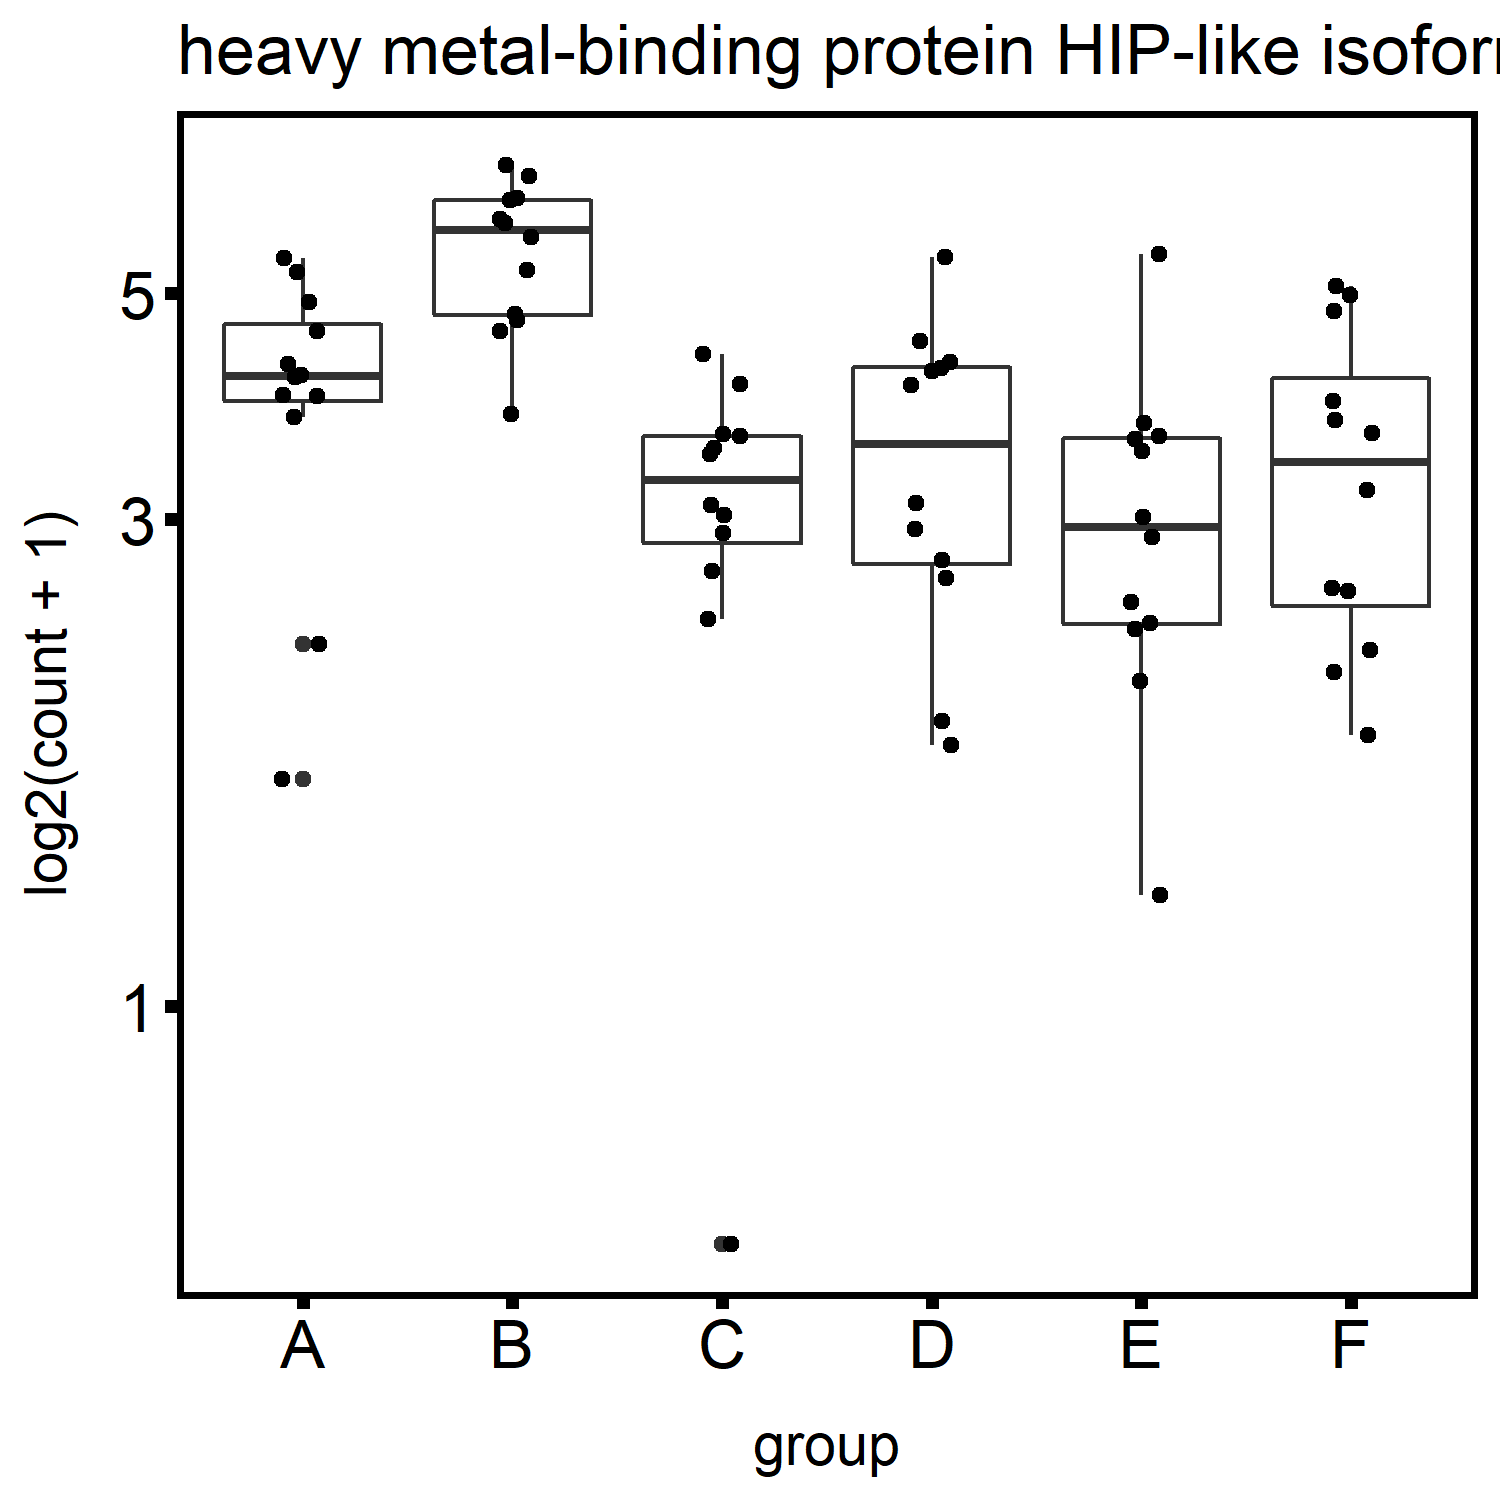 heavy metal-binding protein HIP-like isofor
log2(count + 1)
5
3
1
A B C D E F
group